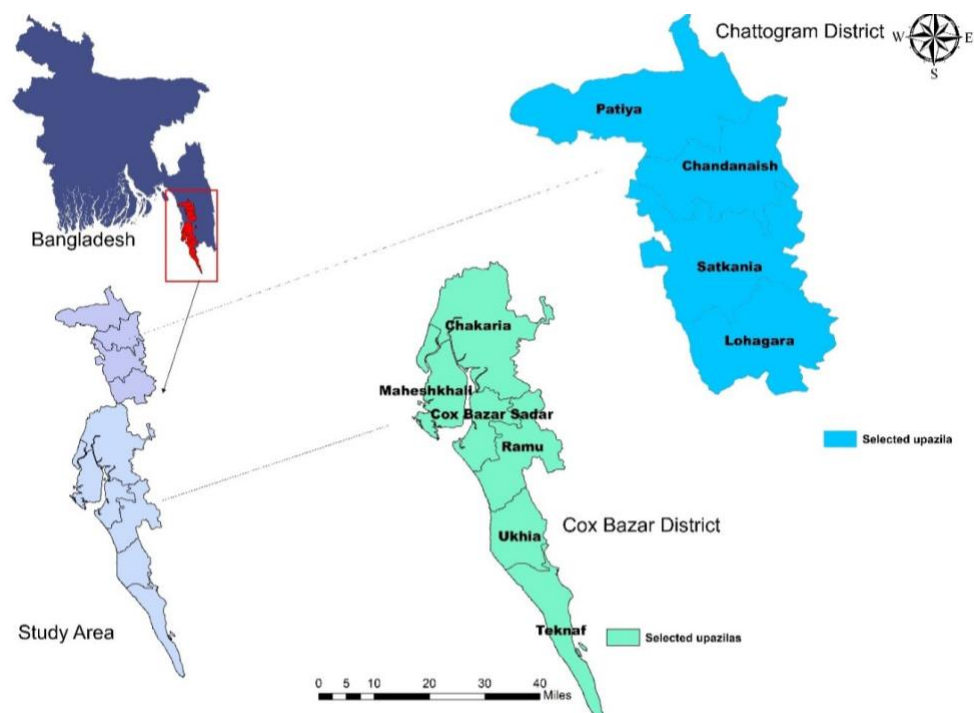 Chattogram District
N
W
E
S
Patiya
Chandanaish
Bangladesh
Satkania
Chakaria
Lohagara
Maheshkhali
Cox Bazar Sadar
Ramu
Selected upazila
Cox Bazar District
Ukhia
Study Area
Teknaf
Selected upazilas
0 5 10 20 30 40
Miles